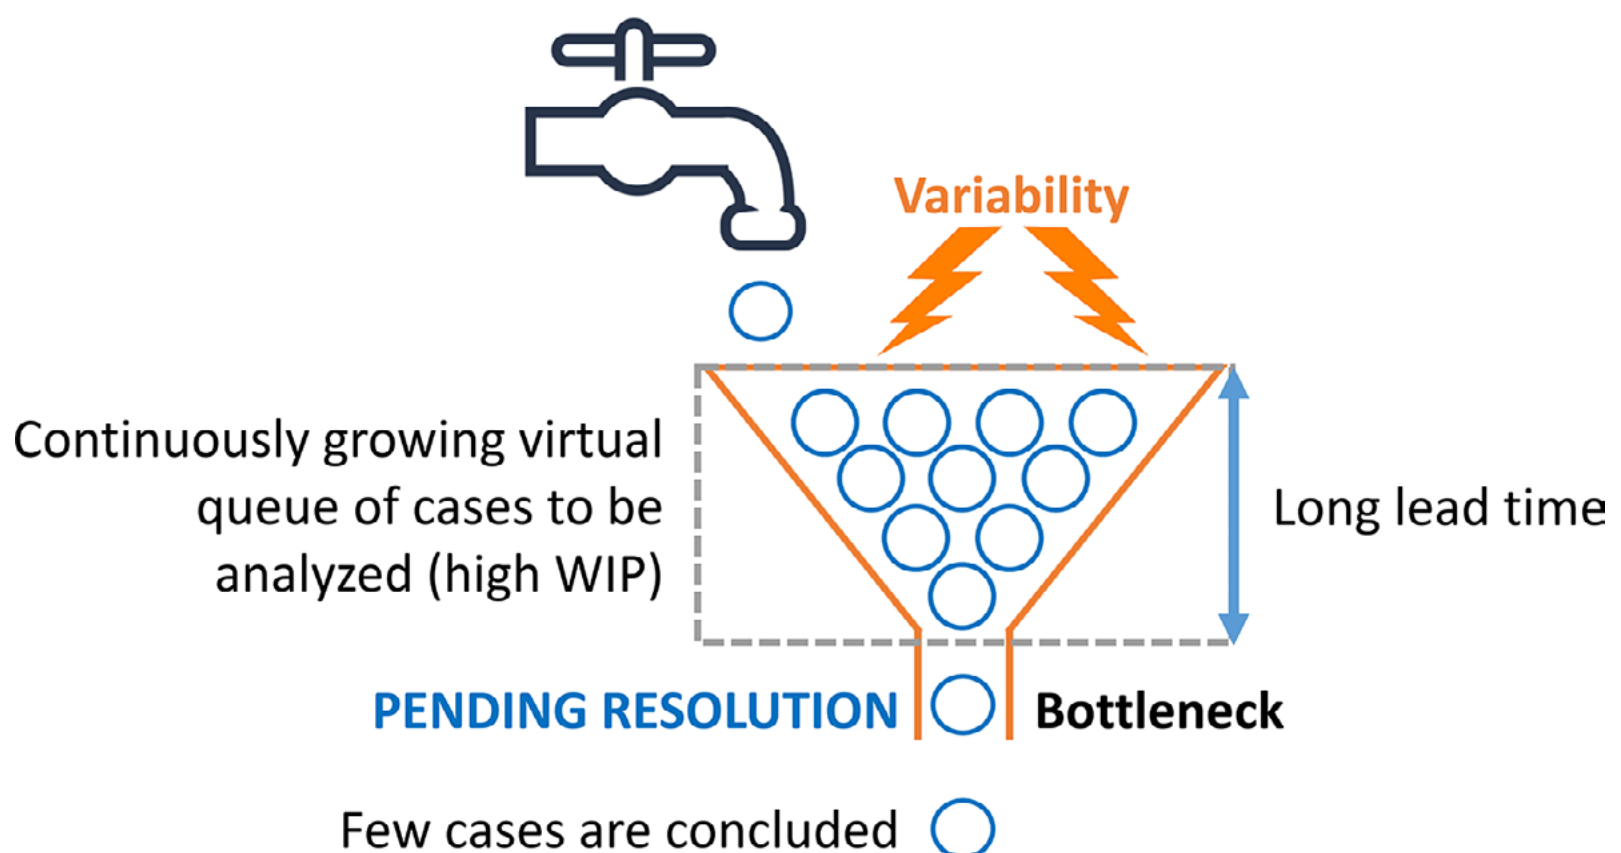 Variability
Continuously growing virtual
queue of cases to be
analyzed (high WIP)
Long lead time
PENDING RESOLUTION
Bottleneck
Few cases are concluded